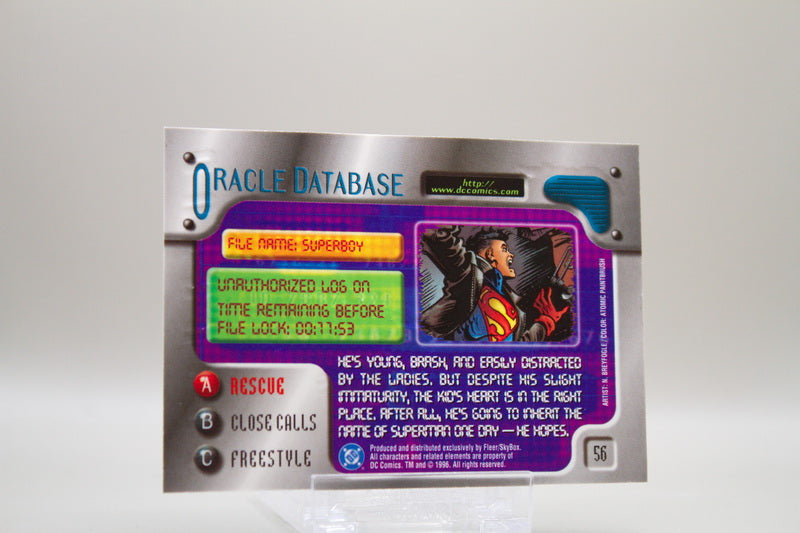 ORACLE DATABASE
http://
www.dccomics.com
FILE NAME: SUPERBOY
UNAUTHORIZED LOG ON
TIME REMAINING BEFORE
FILE LOCK: 00:17:53
A RESCUE
B CLOSE CALLS
C FREESTYLE
HE'S YOUNG, BRASH, AND EASILY DISTRACTED
BY THE LADIES. BUT DESPITE HIS SLIGHT
IMMATURITY, THE KID'S HEART IS IN THE RIGHT
PLACE. AFTER ALL, HE'S GOING TO INHERIT THE
NAME OF SUPERMAN ONE DAY — HE HOPES.
ARTIST: N. BREYFOGLE/COLOR: ATOMIC PAINTBRUSH
DC
Produced and distributed exclusively by Fleer/SkyBox.
All characters and related elements are property of
DC Comics. TM and © 1996. All rights reserved.
56